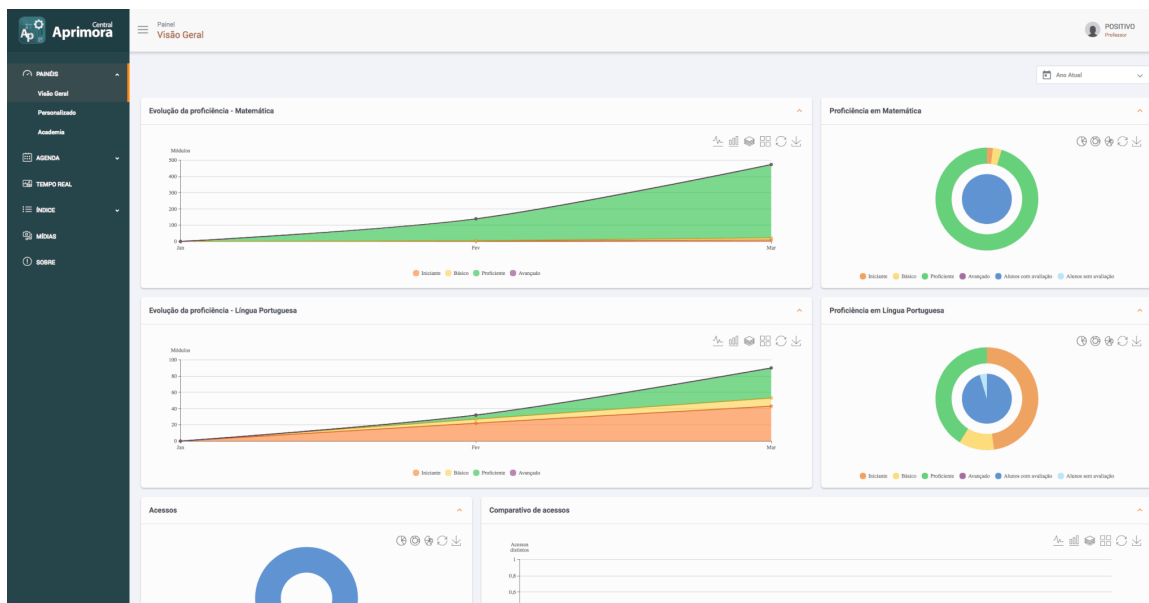 Ap
Central
Aprimora
Painel
Visão Geral
POSITIVO
Professor
PAINÉIS
Visão Geral
Personalizado
Academia
AGENDA
TEMPO REAL
ÍNDICE
MÍDIAS
SOBRE
Ano Atual
Evolução da proficiência - Matemática
Módulos
500
400
300
200
100
0
Jan
Fev
Mar
Iniciante Básico Proficiente Avançado
Proficiência em Matemática
Iniciante Básico Proficiente Avançado Alunos com avaliação Alunos sem avaliação
Evolução da proficiência - Língua Portuguesa
Módulos
100
80
60
40
20
0
Jan
Fev
Mar
Iniciante Básico Proficiente Avançado
Proficiência em Língua Portuguesa
Iniciante Básico Proficiente Avançado Alunos com avaliação Alunos sem avaliação
Acessos
Comparativo de acessos
Acessos
distintos
1
0,8
0,6